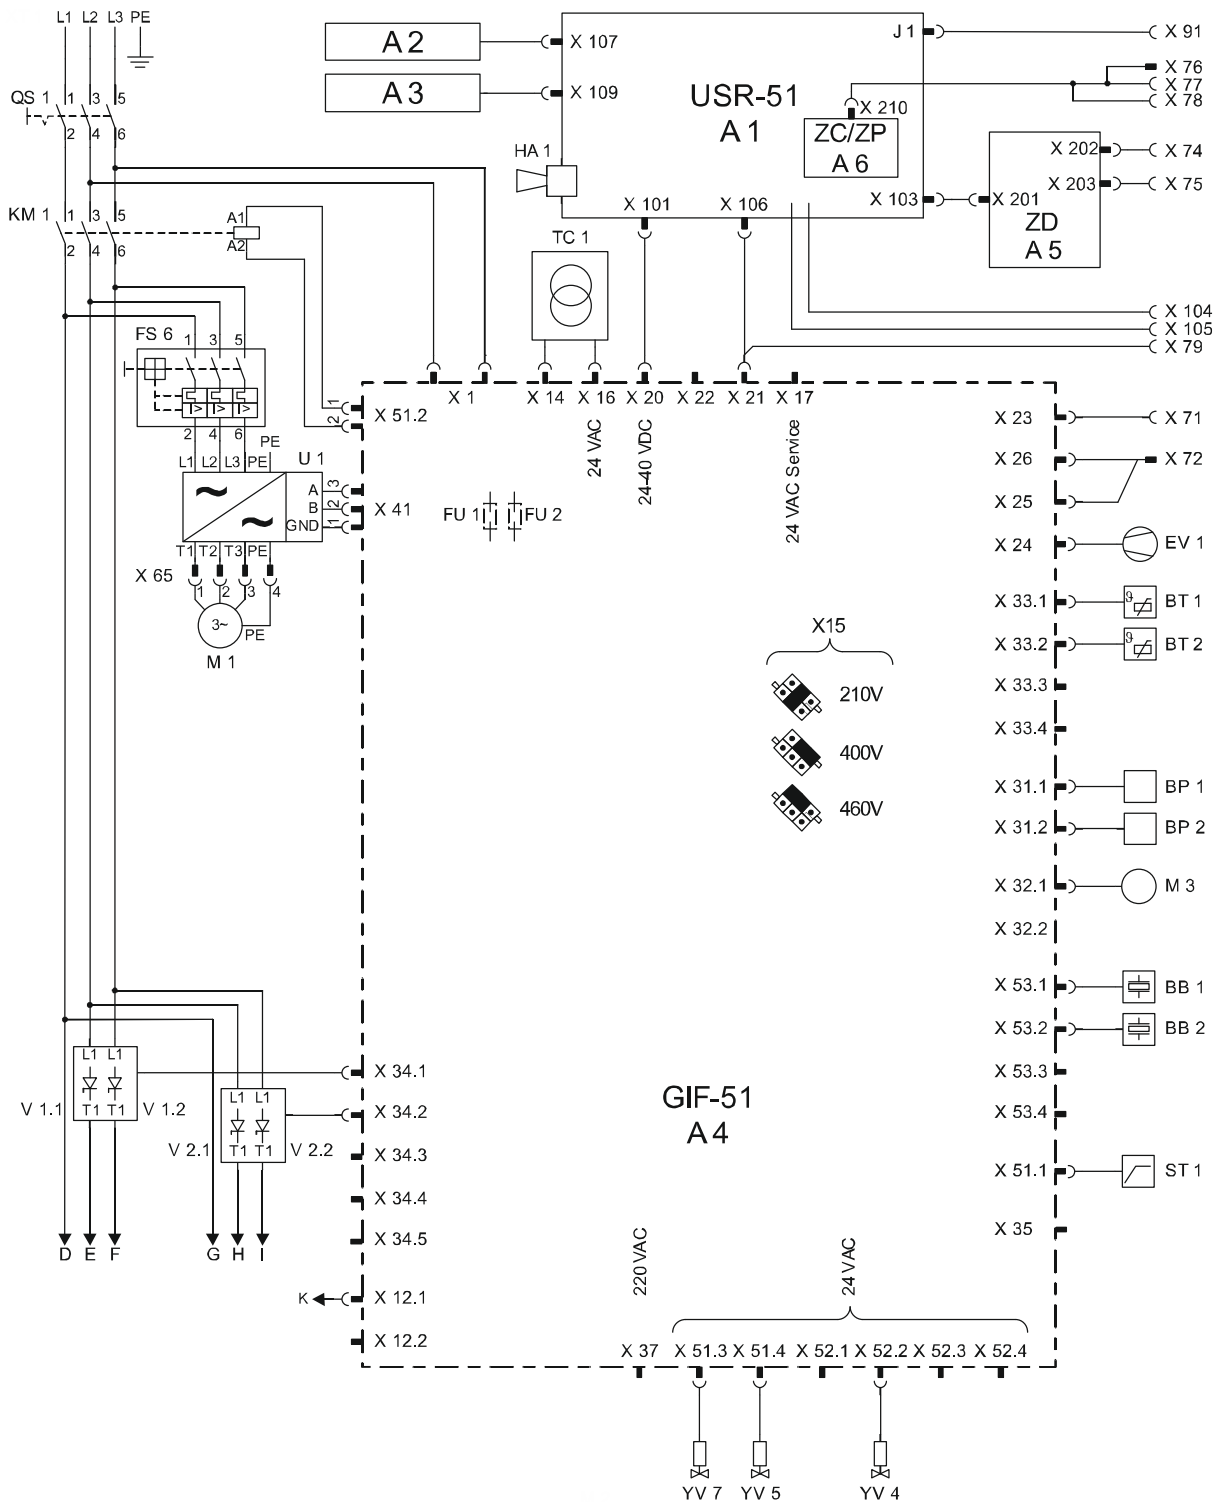 L1 L2 L3 PE
A 2
X 107
J 1
X 91
X 76
X 77
X 78
QS 1
1 3 5
2 4 6
A 3
X 109
USR-51
A 1
X 210
ZC/ZP
A 6
HA 1
X 202
X 74
X 203
X 75
X 101
X 106
X 103
X 201
ZD
A 5
KM 1
1 3 5
2 4 6
A1
A2
TC 1
X 104
X 105
X 79
FS 6
1 3 5
I> I> I>
2 4 6
PE
L1 L2 L3 PE
U 1
A 3
B 2
GND 1
T1 T2 T3 PE
X 65
1 2 3 4
3~
PE
M 1
1
2
X 51.2
X 41
X 1
X 14
X 16
X 20
X 22
X 21
X 17
24 VAC
24-40 VDC
24 VAC Service
FU 1
FU 2
X 23
X 71
X 26
X 72
X 25
X 24
EV 1
X 33.1
ϑ
BT 1
X 33.2
ϑ
BT 2
X 33.3
X 33.4
X15
210V
400V
460V
X 31.1
BP 1
X 31.2
BP 2
X 32.1
M 3
X 32.2
X 53.1
BB 1
X 53.2
BB 2
X 53.3
X 53.4
X 51.1
ST 1
X 35
GIF-51
A 4
L1 L1
T1 T1
V 1.1
V 1.2
L1 L1
T1 T1
V 2.1
V 2.2
X 34.1
X 34.2
X 34.3
X 34.4
X 34.5
D E F
G H I
K
X 12.1
X 12.2
220 VAC
24 VAC
X 37 X 51.3 X 51.4 X 52.1 X 52.2 X 52.3 X 52.4
YV 7
YV 5
YV 4